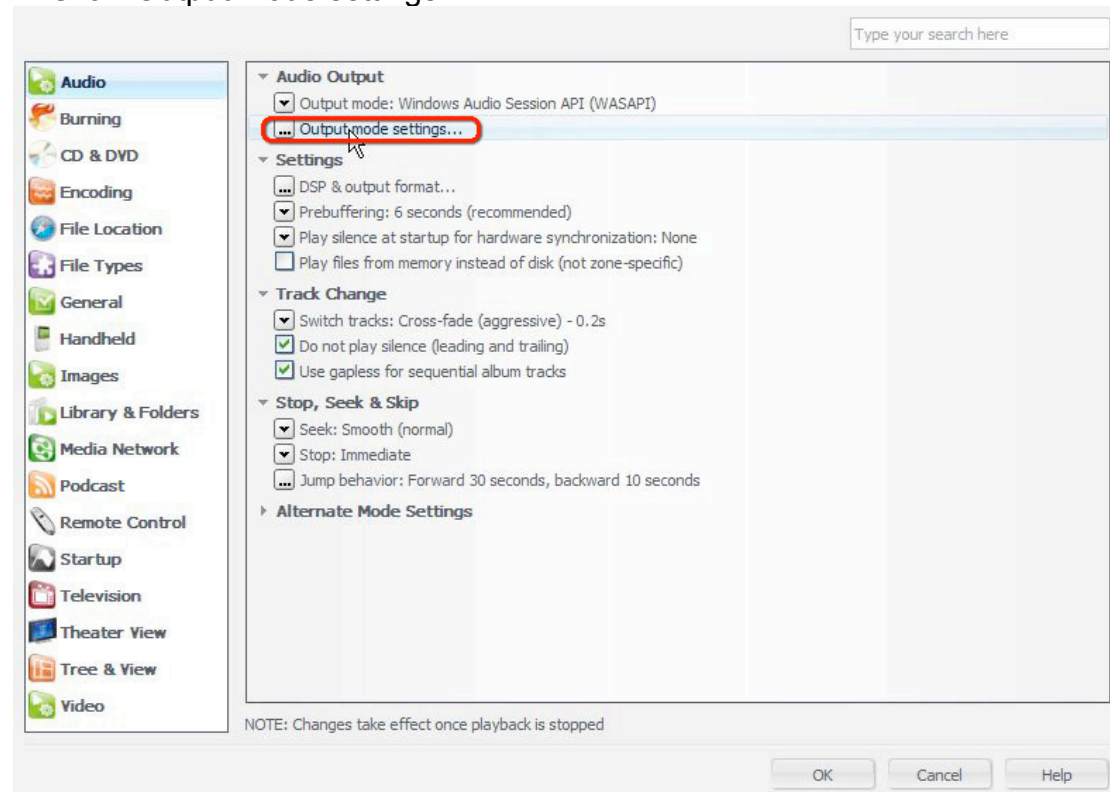 Type your search here
Audio
Burning
CD & DVD
Encoding
File Location
File Types
General
Handheld
Images
Library & Folders
Media Network
Podcast
Remote Control
Startup
Television
Theater View
Tree & View
Video
Audio Output
Output mode: Windows Audio Session API (WASAPI)
... Output mode settings...
Settings
... DSP & output format...
Prebuffering: 6 seconds (recommended)
Play silence at startup for hardware synchronization: None
Play files from memory instead of disk (not zone-specific)
Track Change
Switch tracks: Cross-fade (aggressive) - 0.2s
Do not play silence (leading and trailing)
Use gapless for sequential album tracks
Stop, Seek & Skip
Seek: Smooth (normal)
Stop: Immediate
... Jump behavior: Forward 30 seconds, backward 10 seconds
Alternate Mode Settings
NOTE: Changes take effect once playback is stopped
OK Cancel Help